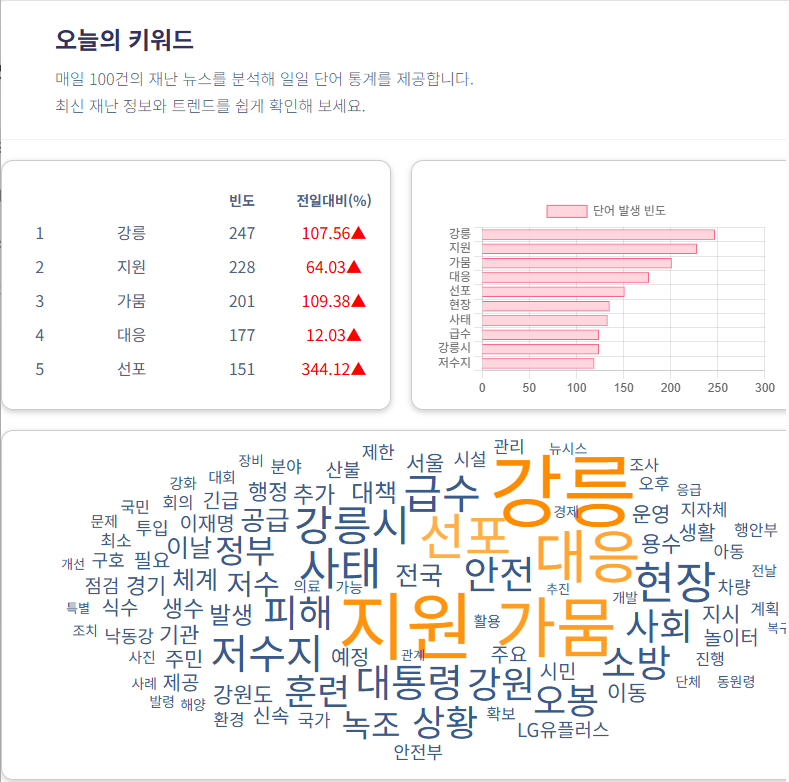 오늘의 키워드
매일 100건의 재난 뉴스를 분석해 일일 단어 통계를 제공합니다.
최신 재난 정보와 트렌드를 쉽게 확인해 보세요.
빈도 전일대비(%)
1 강릉 247 107.56▲
2 지원 228 64.03▲
3 가뭄 201 109.38▲
4 대응 177 12.03▲
5 선포 151 344.12▲
단어 발생 빈도
강릉
지원
가뭄
대응
선포
현장
사태
급수
강릉시
저수지
0 50 100 150 200 250 300
관리 뉴시스
제한
장비 분야 산불 서울 시설 조사
강화 대회 오후 응급
행정 추가 대책 급수 강릉
국민 회의 긴급 경제 운영 지자체
문제 투입 이재명 공급 강릉시 선포 생활 행안부
최소 이날 정부 대응 용수 아동
개선 구호 필요 사태 전국 안전 현장 전날
점검 경기 체계 저수 의료 가능 추진 개발 차량
특별 식수 생수 발생 피해 지원 활용 가뭄 사회 지시 계획
조치 낙동강 기관 놀이터 복구
사진 주민 저수지 예정 관계 주요 소방 진행
사례 제공 강원도 훈련 대통령 강원 시민 오봉 이동 단체 동원령
발령 해양
환경 신속 국가 녹조 상황 확보 LG유플러스
안전부